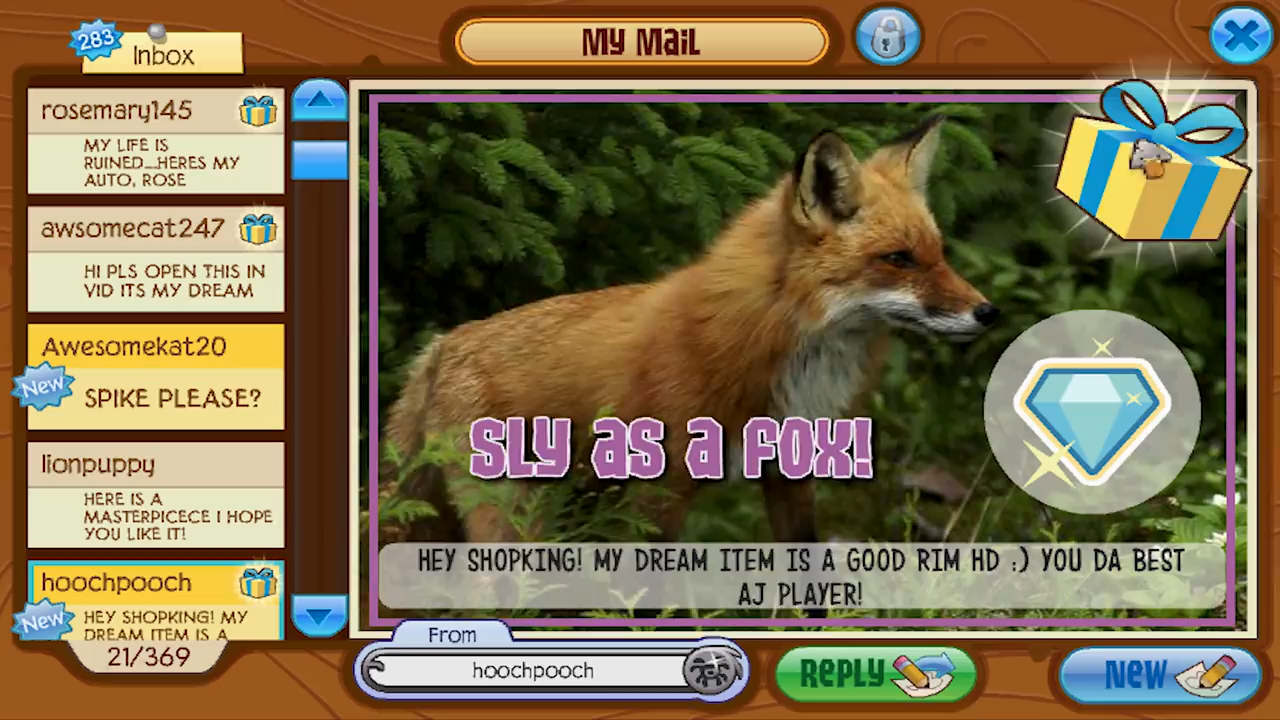 283
Inbox
My Mail
rosemary145
MY LIFE IS
RUINED....HERES MY
AUTO, ROSE
awsomecat247
HI PLS OPEN THIS IN
VID ITS MY DREAM
Awesomekat20
New
SPIKE PLEASE?
lionpuppy
HERE IS A
MASTERPICECE I HOPE
YOU LIKE IT!
hoochpooch
New
HEY SHOPKING! MY
DREAM ITEM IS A
21/369
SLY AS A FOX!
HEY SHOPKING! MY DREAM ITEM IS A GOOD RIM HD :) YOU DA BEST
AJ PLAYER!
From
hoochpooch
REPLY
NEW